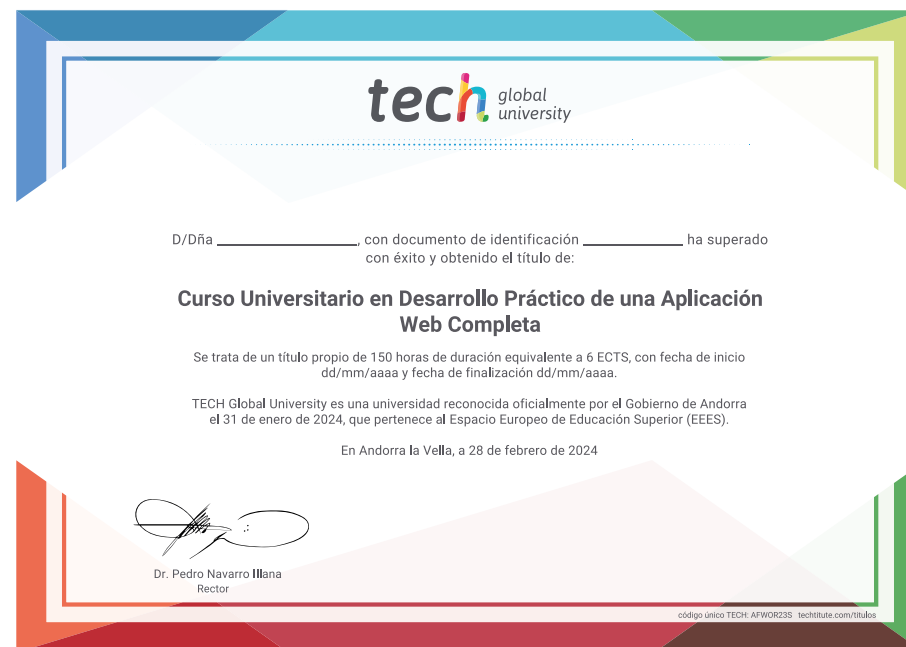 tech global university
D/Dña ____________________, con documento de identificación ______________ ha superado
con éxito y obtenido el título de:
Curso Universitario en Desarrollo Práctico de una Aplicación
Web Completa
Se trata de un título propio de 150 horas de duración equivalente a 6 ECTS, con fecha de inicio
dd/mm/aaaa y fecha de finalización dd/mm/aaaa.
TECH Global University es una universidad reconocida oficialmente por el Gobierno de Andorra
el 31 de enero de 2024, que pertenece al Espacio Europeo de Educación Superior (EEES).
En Andorra la Vella, a 28 de febrero de 2024
Dr. Pedro Navarro Illana
Rector
código único TECH: AFWOR23S techtitute.com/titulos